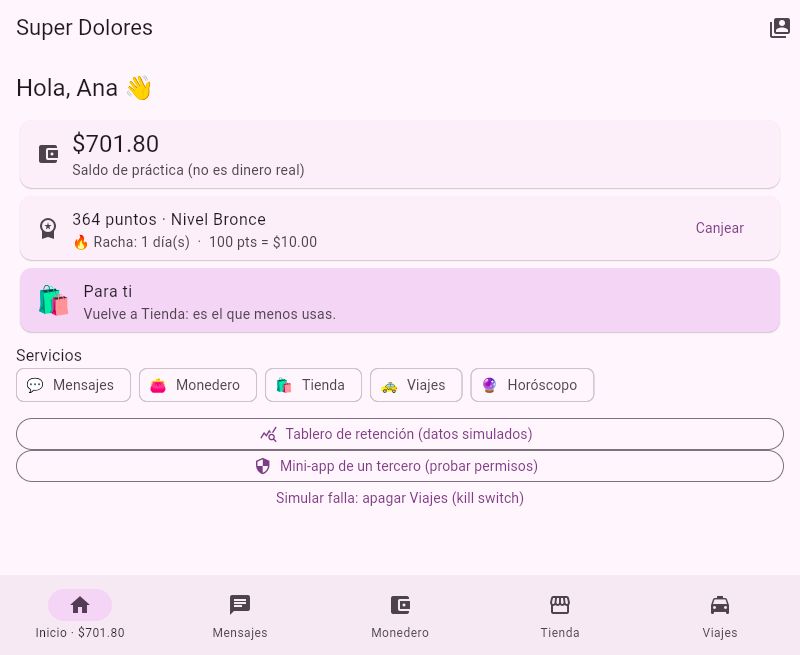 Super Dolores
Hola, Ana 👋
$701.80
Saldo de práctica (no es dinero real)
364 puntos · Nivel Bronce
🔥 Racha: 1 día(s) · 100 pts = $10.00
Canjear
Para ti
Vuelve a Tienda: es el que menos usas.
Servicios
Mensajes
Monedero
Tienda
Viajes
Horóscopo
Tablero de retención (datos simulados)
Mini-app de un tercero (probar permisos)
Simular falla: apagar Viajes (kill switch)
Inicio · $701.80
Mensajes
Monedero
Tienda
Viajes